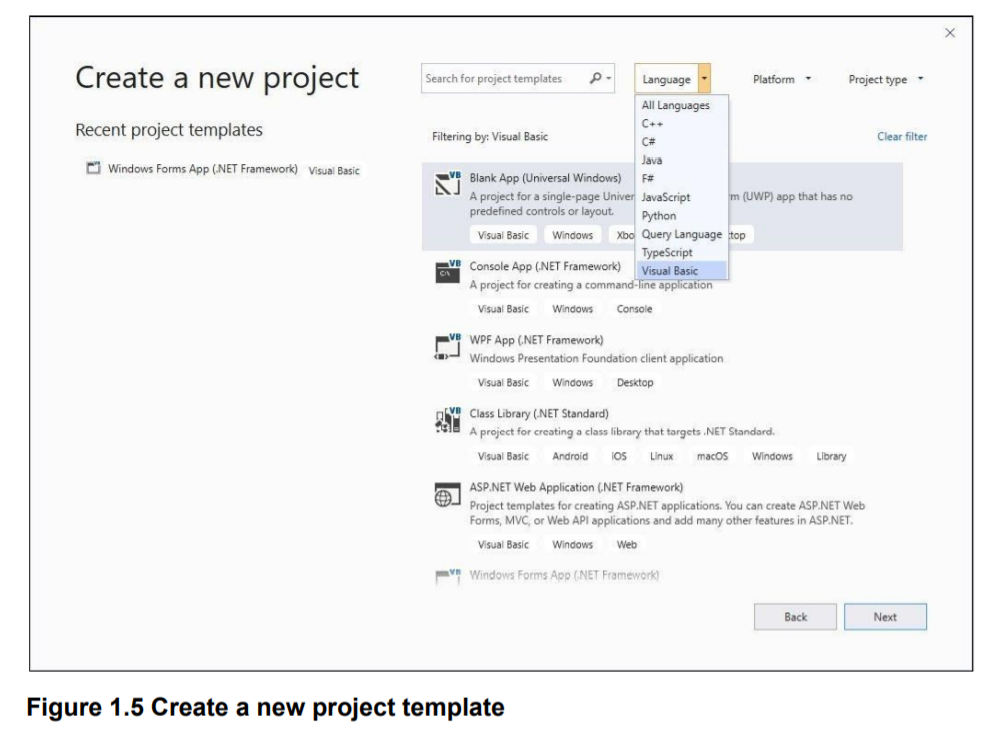 Create a new project
Search for project templates
Language
Platform
Project type
Recent project templates
Windows Forms App (.NET Framework) Visual Basic
All Languages
C++
C#
Java
F#
JavaScript
Python
Query Language
TypeScript
Visual Basic
Filtering by: Visual Basic
Clear filter
VB
Blank App (Universal Windows)
A project for a single-page Univer m (UWP) app that has no
predefined controls or layout.
Visual Basic Windows Xbo top
VB
Console App (.NET Framework)
A project for creating a command-line application
Visual Basic Windows Console
VB
WPF App (.NET Framework)
Windows Presentation Foundation client application
Visual Basic Windows Desktop
VB
Class Library (.NET Standard)
A project for creating a class library that targets .NET Standard.
Visual Basic Android iOS Linux macOS Windows Library
ASP.NET Web Application (.NET Framework)
Project templates for creating ASP.NET applications. You can create ASP.NET Web
Forms, MVC, or Web API applications and add many other features in ASP.NET.
Visual Basic Windows Web
VB
Windows Forms App (.NET Framework)
Back
Next
Figure 1.5 Create a new project template